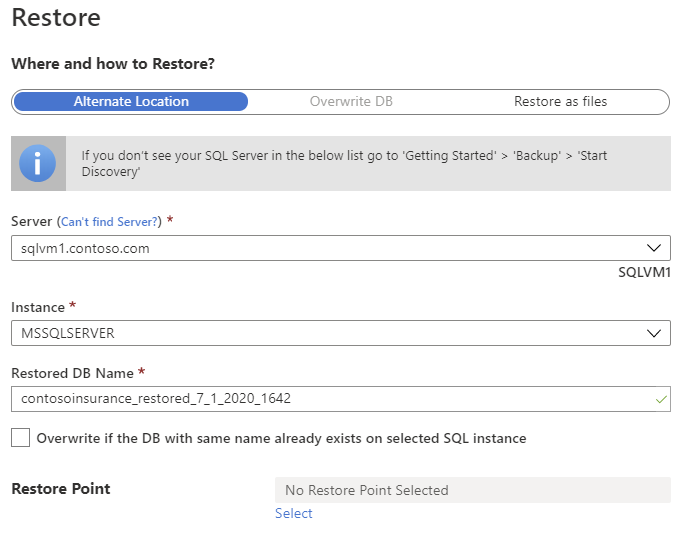 Restore
Where and how to Restore?
Alternate Location
Overwrite DB
Restore as files
If you don't see your SQL Server in the below list go to 'Getting Started' > 'Backup' > 'Start
Discovery'
Server (Can't find Server?) *
sqlvm1.contoso.com
SQLVM1
Instance *
MSSQLSERVER
Restored DB Name *
contosoinsurance_restored_7_1_2020_1642
Overwrite if the DB with same name already exists on selected SQL instance
Restore Point
No Restore Point Selected
Select